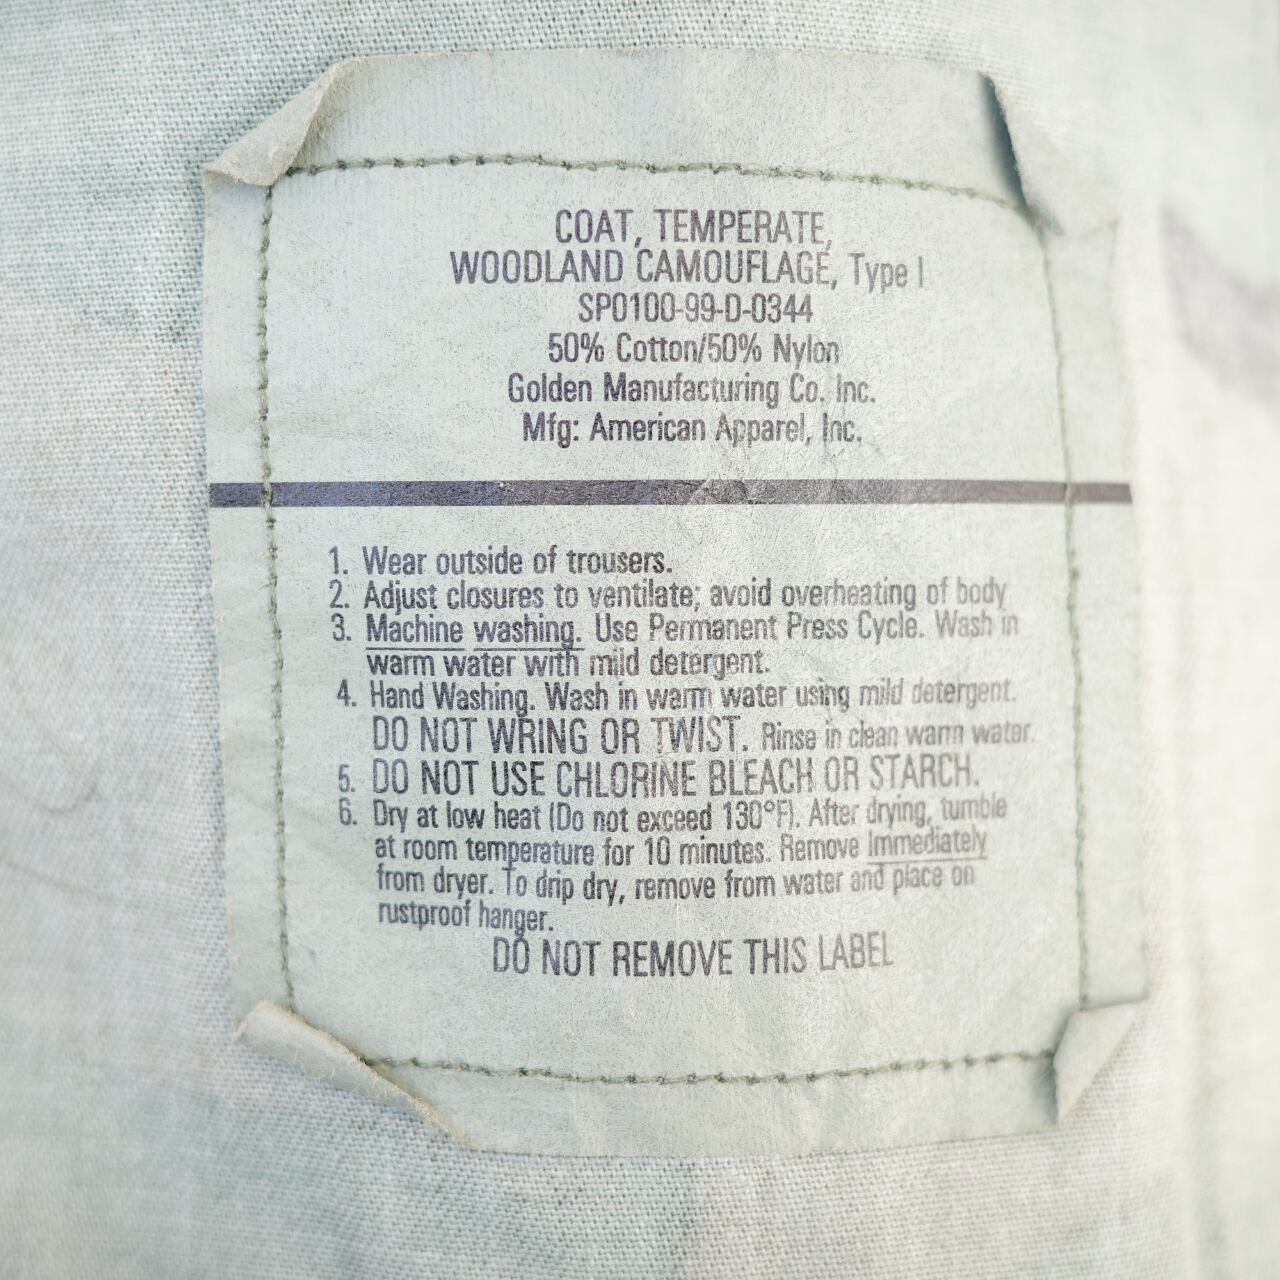 COAT, TEMPERATE,
WOODLAND CAMOUFLAGE, Type I
SP0100-99-D-0344
50% Cotton/50% Nylon
Golden Manufacturing Co. Inc.
Mfg: American Apparel, Inc.
1. Wear outside of trousers.
2. Adjust closures to ventilate; avoid overheating of body
3. Machine washing. Use Permanent Press Cycle. Wash in
warm water with mild detergent.
4. Hand Washing. Wash in warm water using mild detergent.
DO NOT WRING OR TWIST. Rinse in clean warm water.
5. DO NOT USE CHLORINE BLEACH OR STARCH.
6. Dry at low heat (Do not exceed 130°F). After drying, tumble
at room temperature for 10 minutes. Remove Immediately
from dryer. To drip dry, remove from water and place on
rustproof hanger.
DO NOT REMOVE THIS LABEL